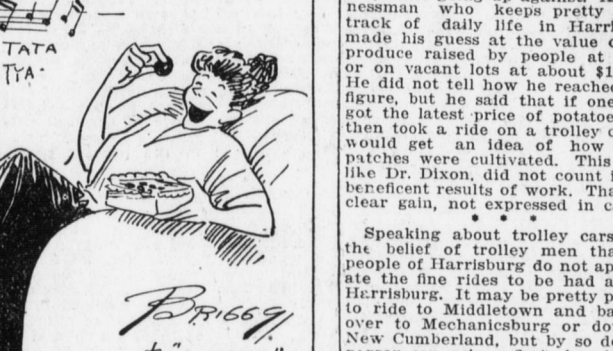 TATA
TTA.
BRIGGS
nessman who keeps pretty
track of daily life in Harri
made his guess at the value o
produce raised by people at
or on vacant lots at about $1
He did not tell how he reached
figure, but he said that if one
got the latest price of potatoe
then took a ride on a trolley
would get an idea of how
patches were cultivated. This
like Dr. Dixon, did not count
beneficent results of work. Tha
clear gain, not expressed in c
* * *
Speaking about trolley cars
the belief of trolley men tha
people of Harrisburg do not ap
ate the fine rides to be had a
Harrisburg. It may be pretty p
to ride to Middletown and ba
over to Mechanicsburg or do
New Cumberland, but by so d